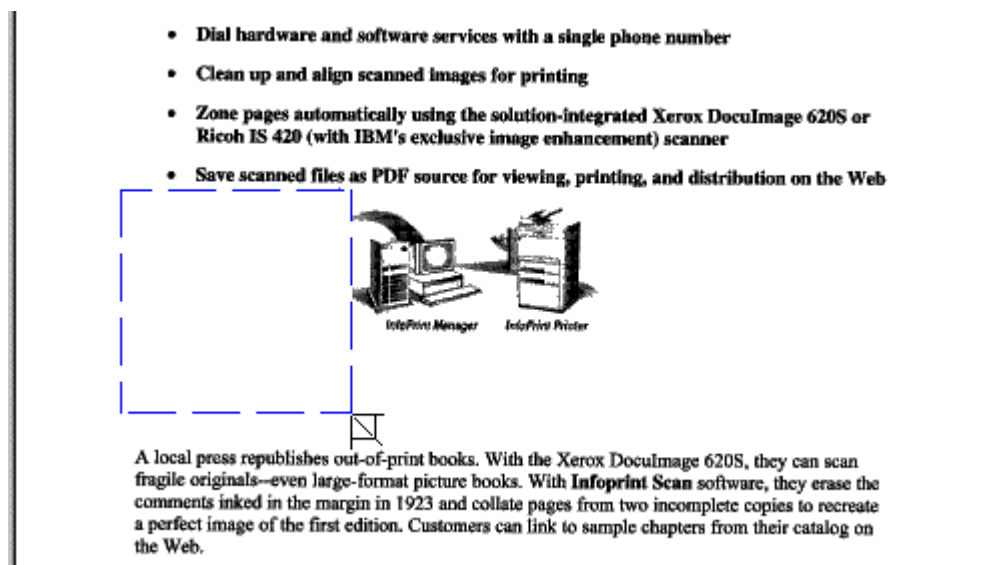 • Dial hardware and software services with a single phone number
• Clean up and align scanned images for printing
• Zone pages automatically using the solution-integrated Xerox DocuImage 620S or
Ricoh IS 420 (with IBM's exclusive image enhancement) scanner
• Save scanned files as PDF source for viewing, printing, and distribution on the Web
InfoPrint Manager InfoPrint Printer
A local press republishes out-of-print books. With the Xerox DocuImage 620S, they can scan
fragile originals--even large-format picture books. With Infoprint Scan software, they erase the
comments inked in the margin in 1923 and collate pages from two incomplete copies to recreate
a perfect image of the first edition. Customers can link to sample chapters from their catalog on
the Web.